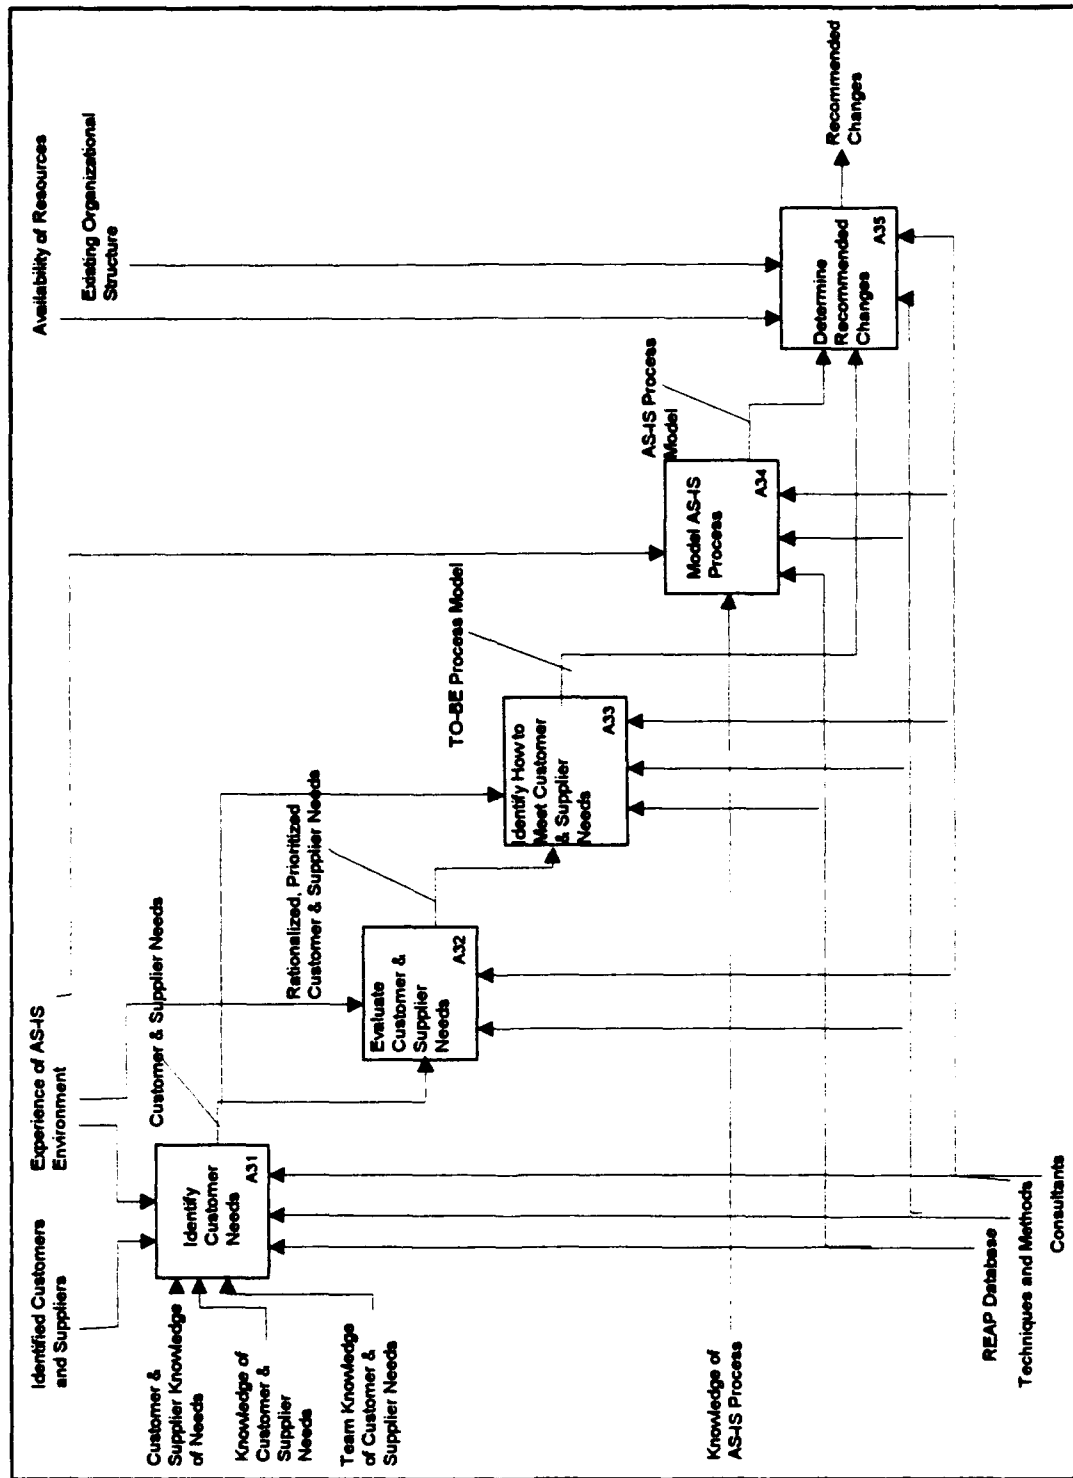 Identified Customers
and Suppliers
Experience of AS-IS
Environment
Availability of Resources
Existing Organizational
Structure
Customer &
Supplier Knowledge
of Needs
Knowledge of
Customer &
Supplier
Needs
Team Knowledge
of Customer &
Supplier Needs
Identify
Customer
Needs
A31
Customer & Supplier Needs
Evaluate
Customer &
Supplier
Needs
A32
Rationalized, Prioritized
Customer & Supplier Needs
Identify How to
Meet Customer
& Supplier
Needs
A33
TO-BE Process Model
Knowledge of
AS-IS Process
Model AS-IS
Process
A34
AS-IS Process
Model
Determine
Recommended
Changes
A35
Recommended
Changes
REAP Database
Techniques and Methods
Consultants